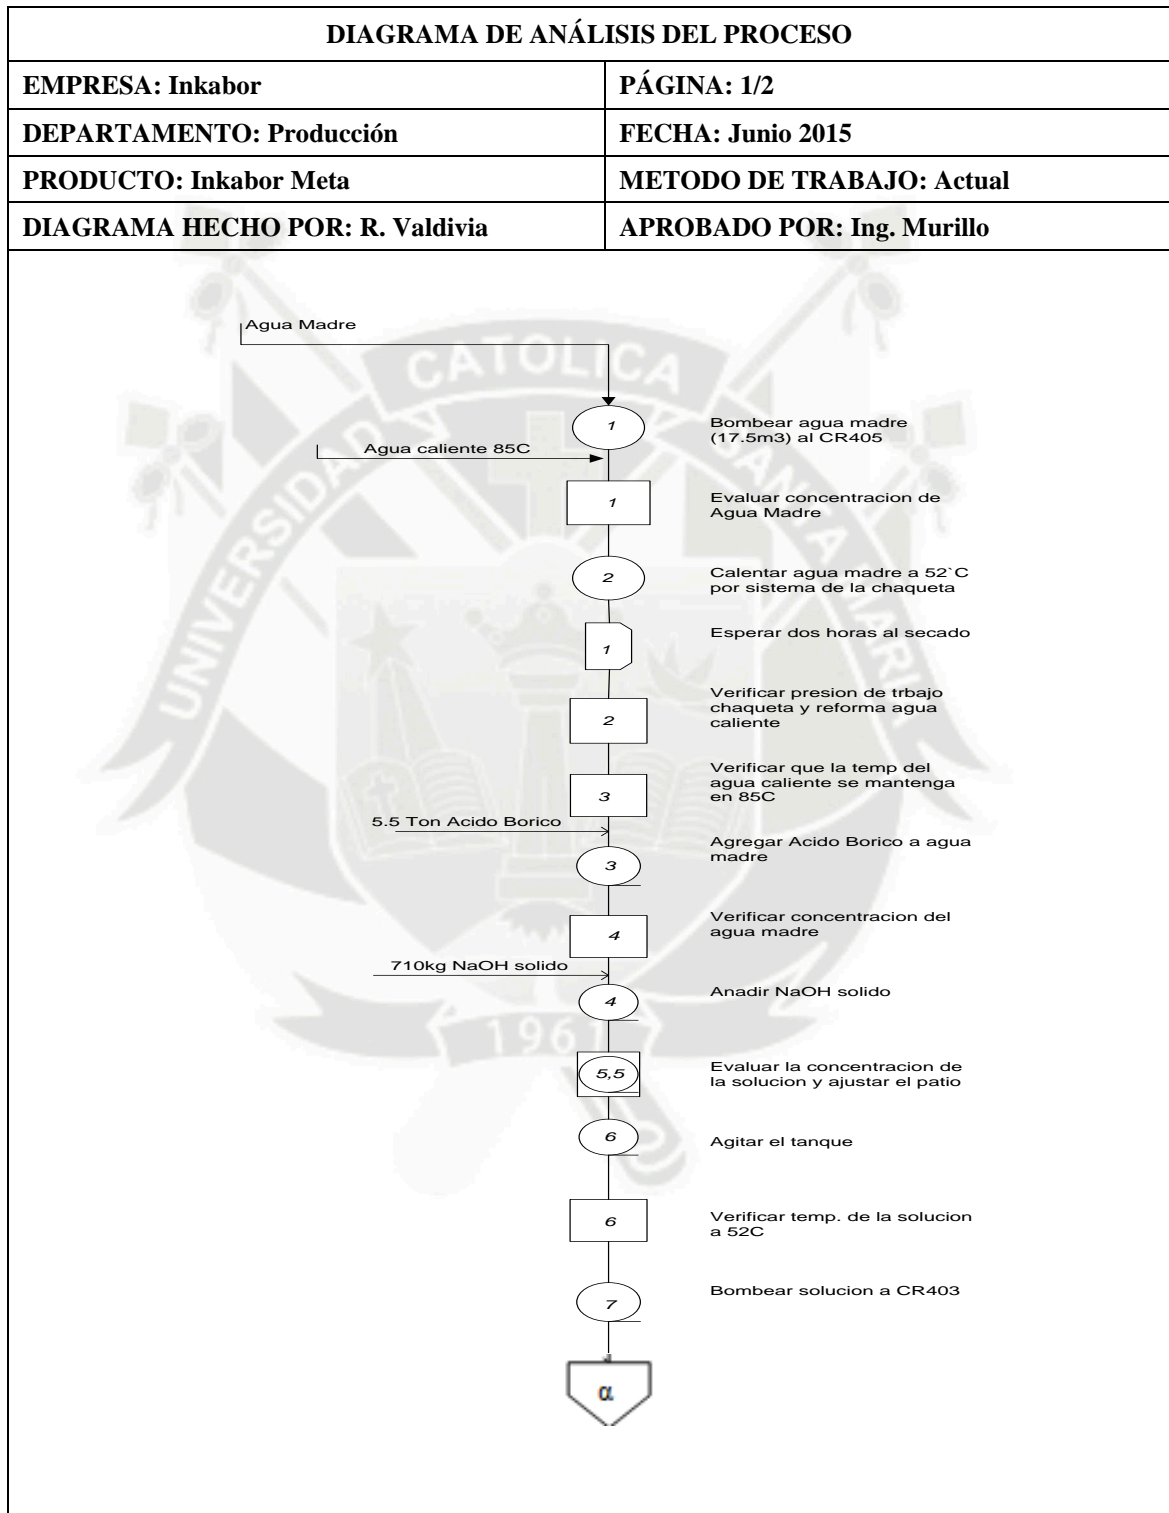 DIAGRAMA DE ANÁLISIS DEL PROCESO
EMPRESA: Inkabor
PÁGINA: 1/2
DEPARTAMENTO: Producción
FECHA: Junio 2015
PRODUCTO: Inkabor Meta
METODO DE TRABAJO: Actual
DIAGRAMA HECHO POR: R. Valdivia
APROBADO POR: Ing. Murillo
UNIVERSIDAD CATOLICA SANTA MARIA
1961
Agua Madre
1
Bombear agua madre
(17.5m3) al CR405
Agua caliente 85C
1
Evaluar concentracion de
Agua Madre
2
Calentar agua madre a 52`C
por sistema de la chaqueta
1
Esperar dos horas al secado
2
Verificar presion de trbajo
chaqueta y reforma agua
caliente
3
Verificar que la temp del
agua caliente se mantenga
en 85C
5.5 Ton Acido Borico
3
Agregar Acido Borico a agua
madre
4
Verificar concentracion del
agua madre
710kg NaOH solido
4
Anadir NaOH solido
5,5
Evaluar la concentracion de
la solucion y ajustar el patio
6
Agitar el tanque
6
Verificar temp. de la solucion
a 52C
7
Bombear solucion a CR403
α